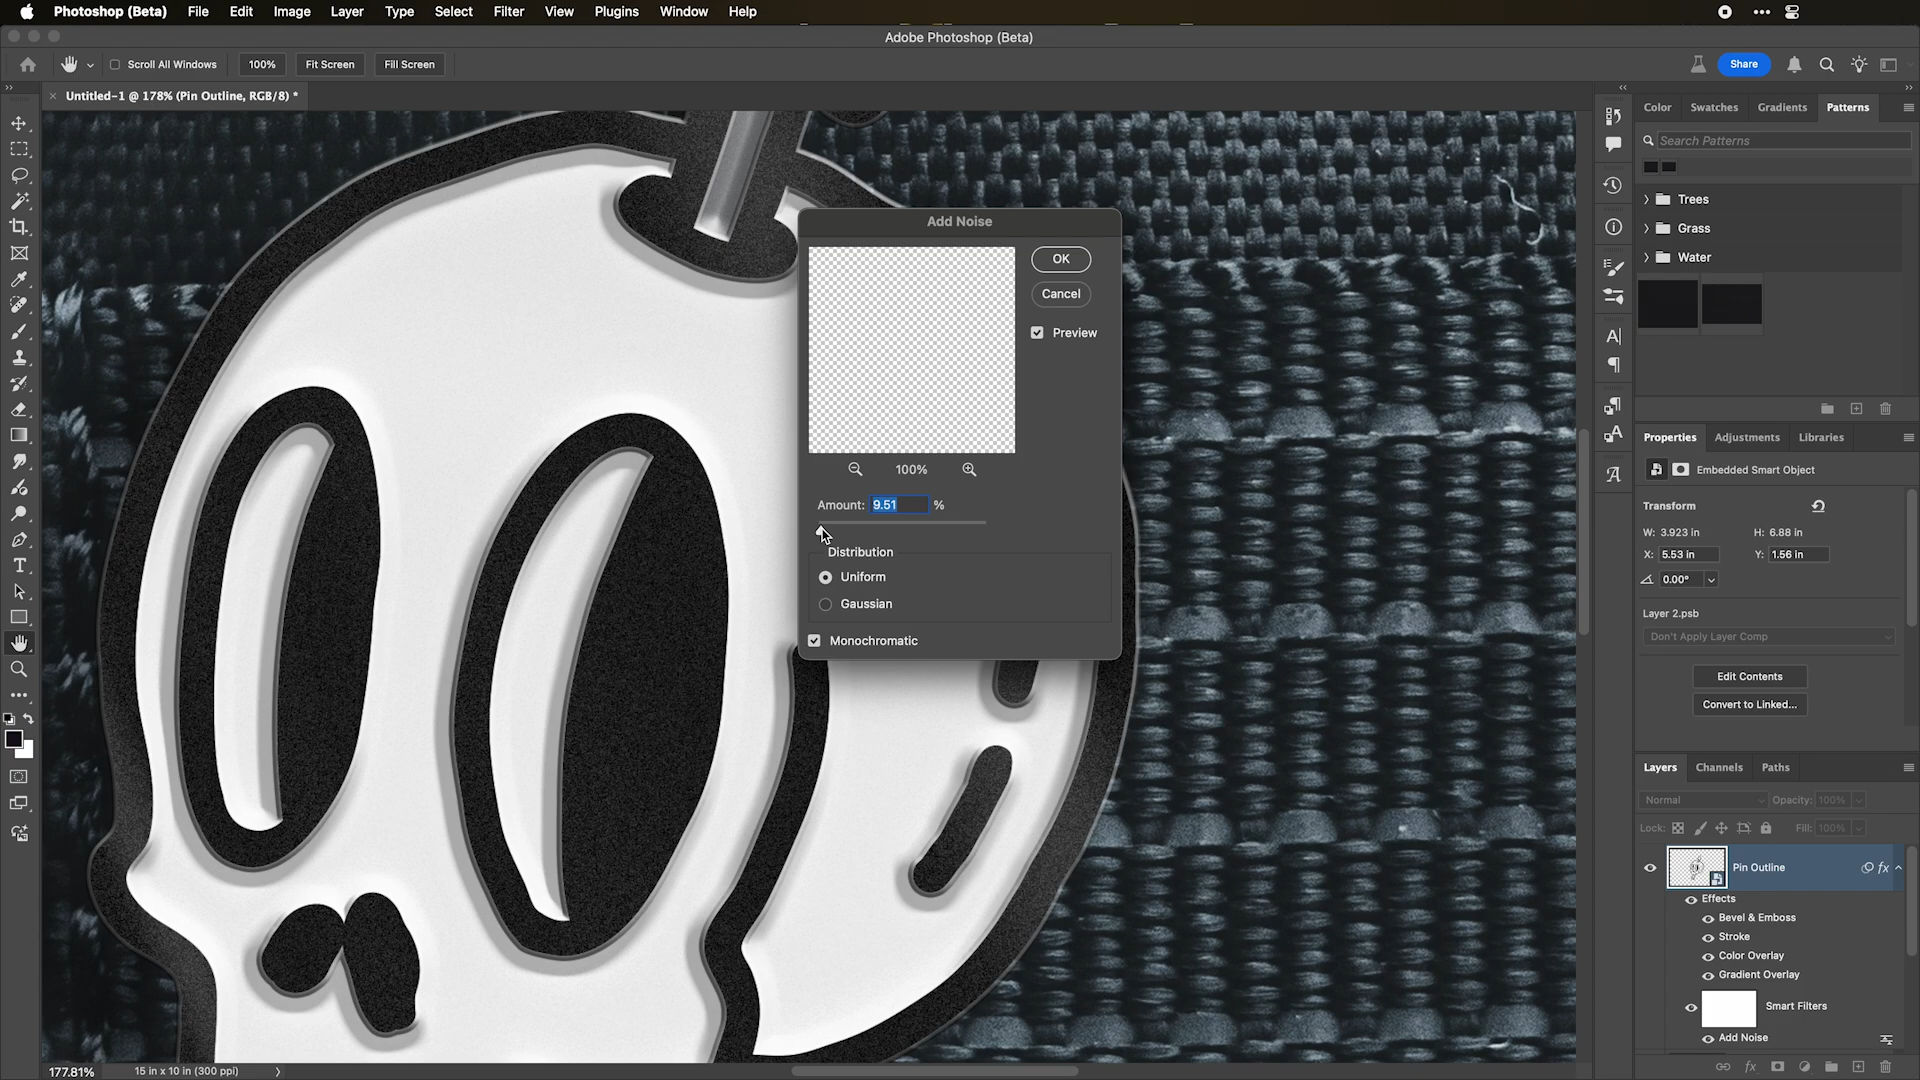 Photoshop (Beta) File Edit Image Layer Type Select Filter View Plugins Window Help
Adobe Photoshop (Beta)
Scroll All Windows 100% Fit Screen Fill Screen Share
Untitled-1 @ 178% (Pin Outline, RGB/8) *
Color Swatches Gradients Patterns
Search Patterns
Trees
Grass
Water
Add Noise
OK
Cancel
Preview
100%
Amount: 9.51 %
Distribution
Uniform
Gaussian
Monochromatic
Properties Adjustments Libraries
Embedded Smart Object
Transform
W: 3.923 in H: 6.88 in
X: 5.53 in Y: 1.56 in
0.00°
Layer 2.psb
Don't Apply Layer Comp
Edit Contents
Convert to Linked...
Layers Channels Paths
Normal Opacity: 100%
Lock: Fill: 100%
Pin Outline fx
Effects
Bevel & Emboss
Stroke
Color Overlay
Gradient Overlay
Smart Filters
Add Noise
177.81% 15 in x 10 in (300 ppi)